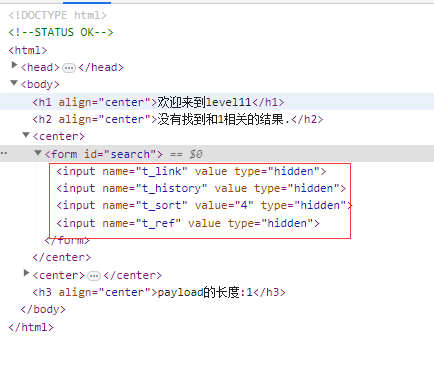 <!DOCTYPE html>
<!--STATUS OK-->
<html>
<head>…</head>
<body>
<h1 align="center">欢迎来到level11</h1>
<h2 align="center">没有找到和1相关的结果.</h2>
<center>
<form id="search"> == $0
<input name="t_link" value type="hidden">
<input name="t_history" value type="hidden">
<input name="t_sort" value="4" type="hidden">
<input name="t_ref" value type="hidden">
</form>
</center>
<center>…</center>
<h3 align="center">payload的长度:1</h3>
</body>
</html>